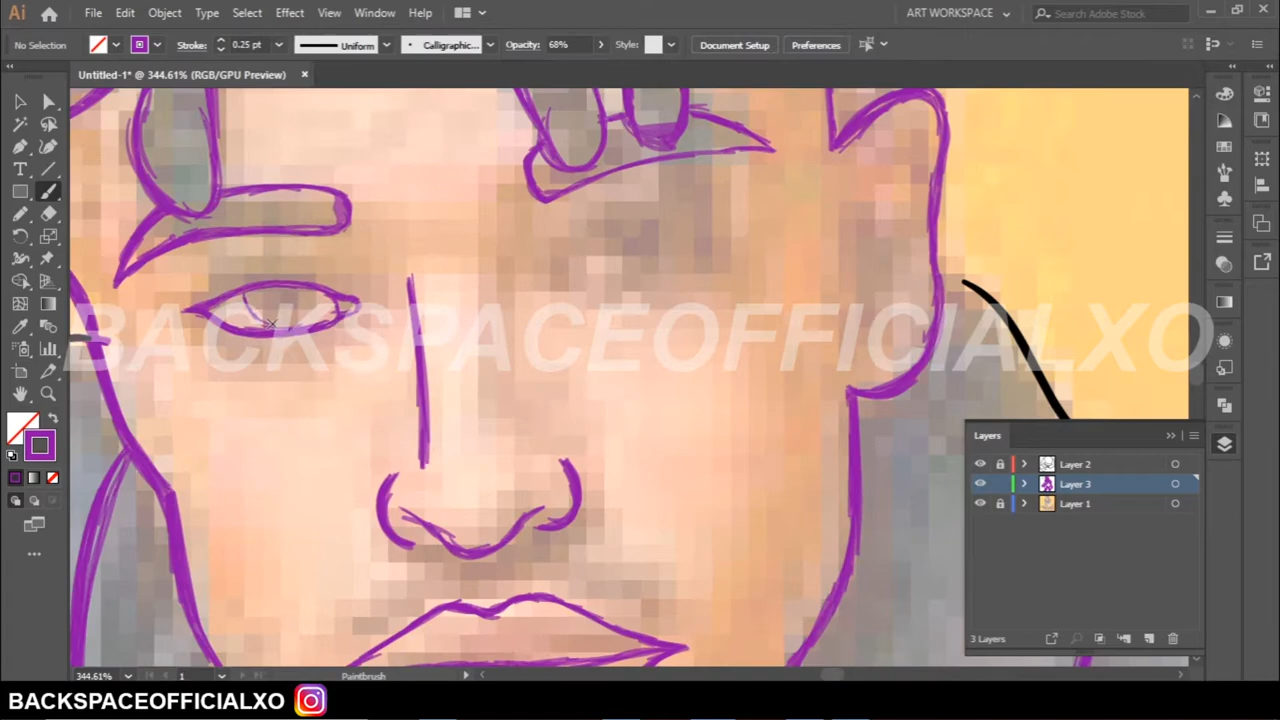 Ai File Edit Object Type Select Effect View Window Help ART WORKSPACE Search Adobe Stock
No Selection Stroke: 0.25 pt Uniform Calligraphic... Opacity: 68% Style: Document Setup Preferences
Untitled-1* @ 344.61% (RGB/GPU Preview)
BACKSPACEOFFICIALXO
Layers
Layer 2
Layer 3
Layer 1
3 Layers
344.61% 1 Paintbrush
BACKSPACEOFFICIALXO